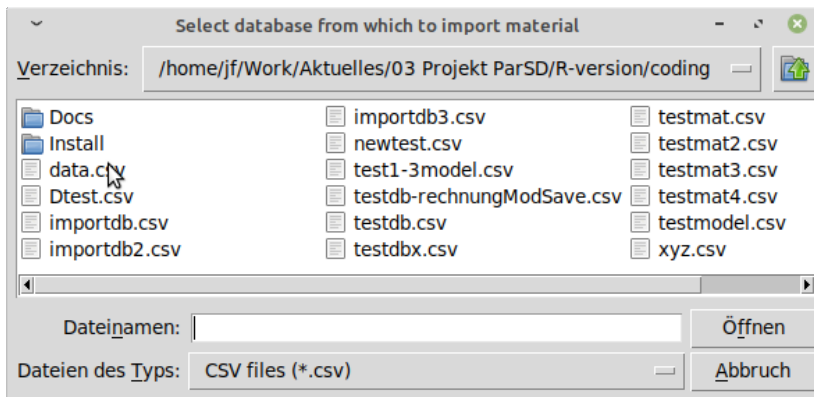 Select database from which to import material
Verzeichnis: /home/jf/Work/Aktuelles/03 Projekt ParSD/R-version/coding
Docs
Install
data.csv
Dtest.csv
importdb.csv
importdb2.csv
importdb3.csv
newtest.csv
test1-3model.csv
testdb-rechnungModSave.csv
testdb.csv
testdbx.csv
testmat.csv
testmat2.csv
testmat3.csv
testmat4.csv
testmodel.csv
xyz.csv
Dateinamen:
Öffnen
Dateien des Typs: CSV files (*.csv)
Abbruch